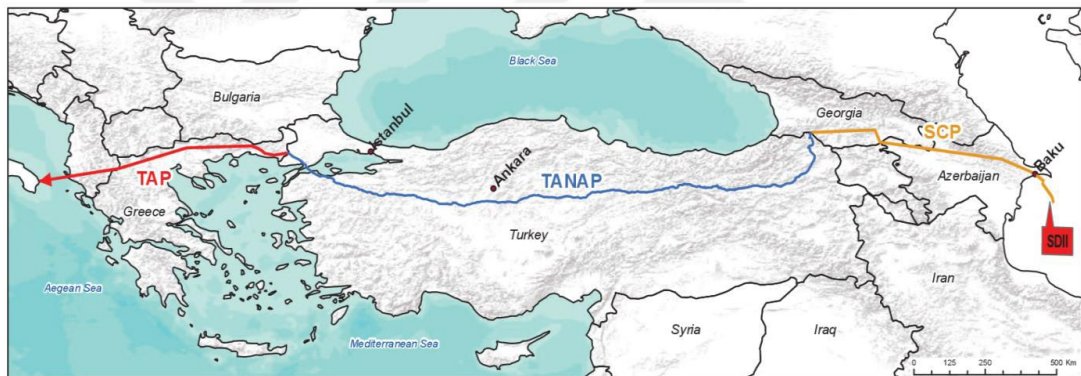 Black Sea
Bulgaria
Georgia
Istanbul
SCP
TAP
Baku
Ankara
TANAP
Azerbaijan
Greece
Turkey
SDII
Iran
Aegean Sea
Syria
Iraq
Mediterranean Sea
0 125 250 500 Km